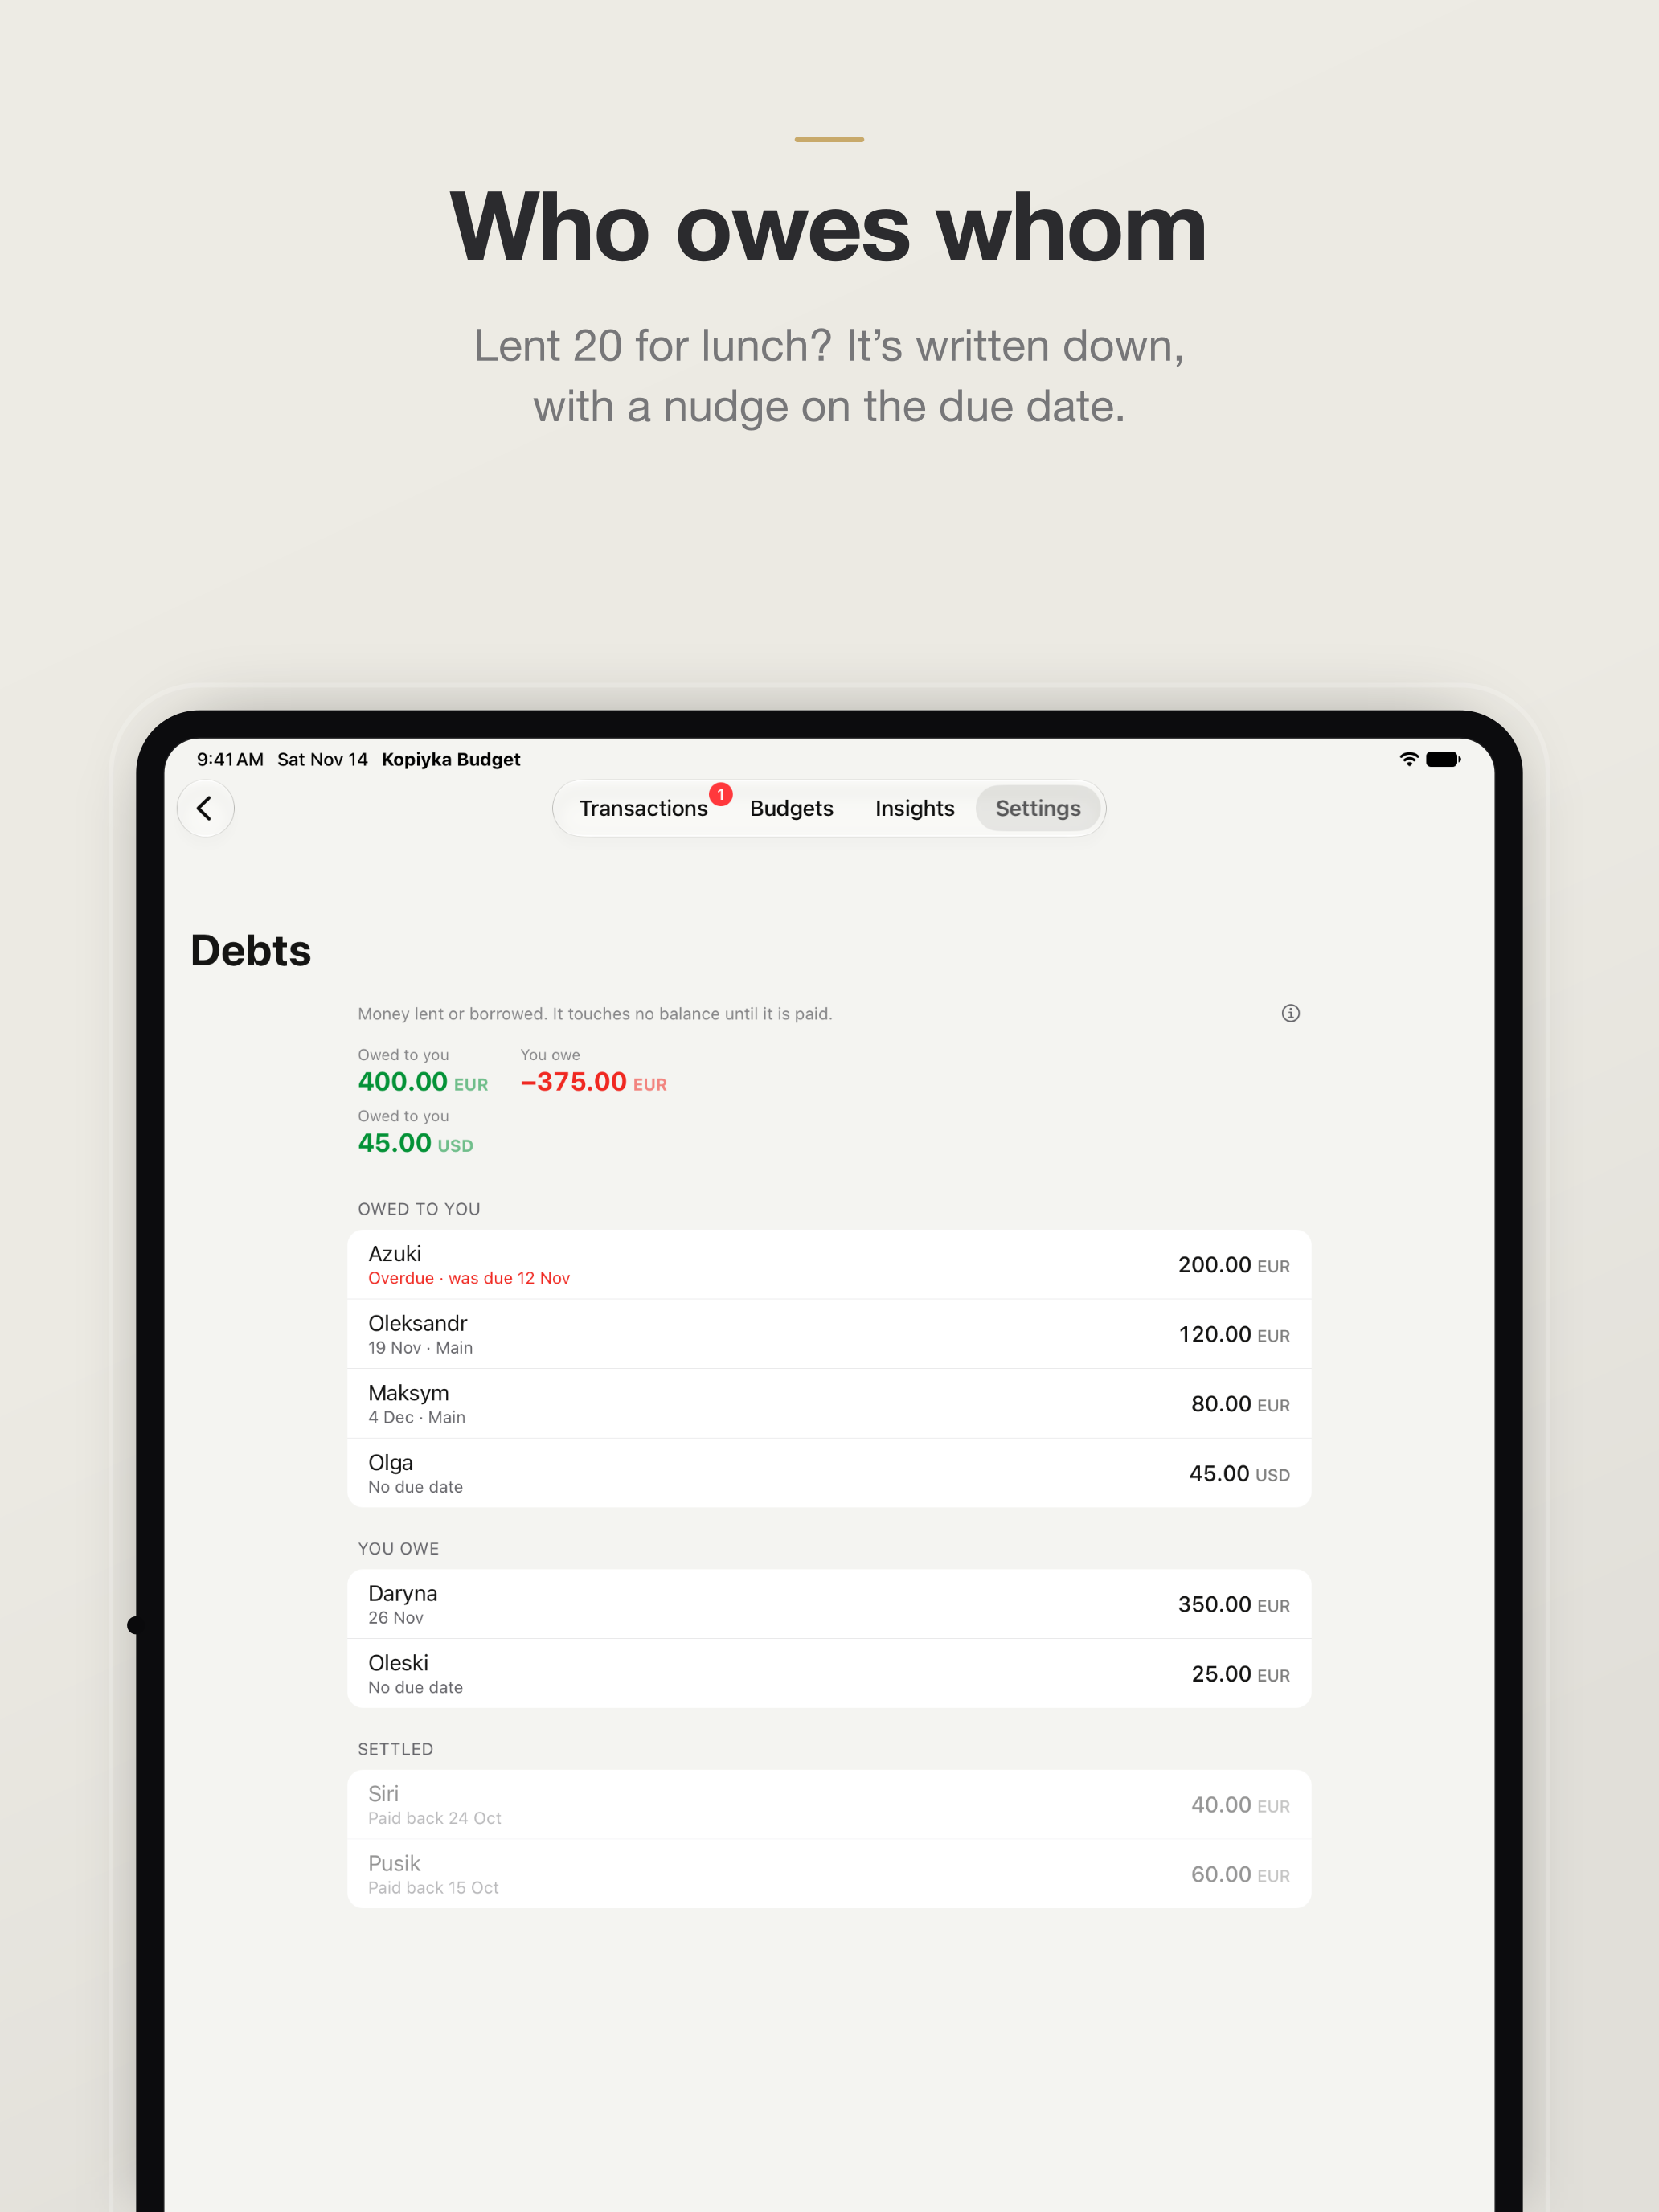 Who owes whom
Lent 20 for lunch? It’s written down,
with a nudge on the due date.
9:41 AM Sat Nov 14 Kopiyka Budget
Transactions 1 Budgets Insights Settings
Debts
Money lent or borrowed. It touches no balance until it is paid.
Owed to you You owe
400.00 EUR –375.00 EUR
Owed to you
45.00 USD
OWED TO YOU
Azuki
Overdue · was due 12 Nov
200.00 EUR
Oleksandr
19 Nov · Main
120.00 EUR
Maksym
4 Dec · Main
80.00 EUR
Olga
No due date
45.00 USD
YOU OWE
Daryna
26 Nov
350.00 EUR
Oleski
No due date
25.00 EUR
SETTLED
Siri
Paid back 24 Oct
40.00 EUR
Pusik
Paid back 15 Oct
60.00 EUR